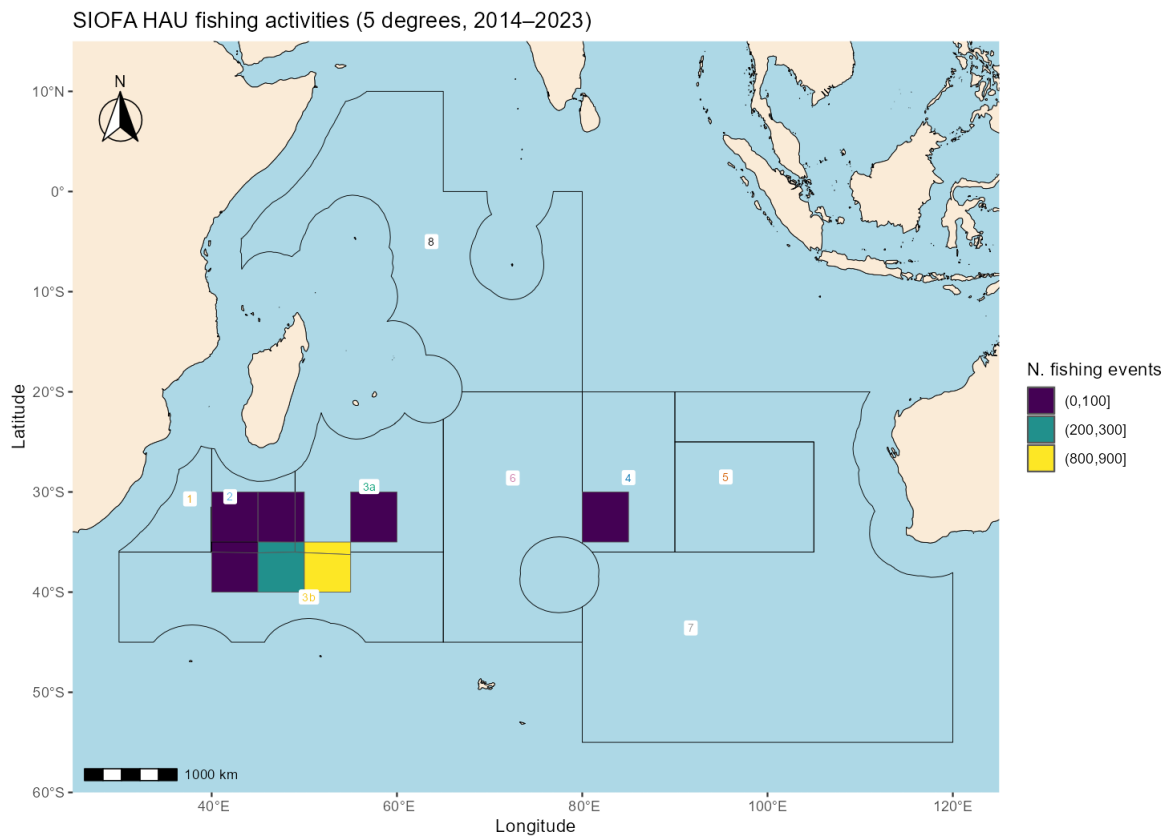 SIOFA HAU fishing activities (5 degrees, 2014–2023)
N
10°N
0°
10°S
20°S
30°S
40°S
50°S
60°S
Latitude
8
1
2
3a
6
4
5
3b
7
1000 km
40°E
60°E
80°E
100°E
120°E
Longitude
N. fishing events
(0,100]
(200,300]
(800,900]